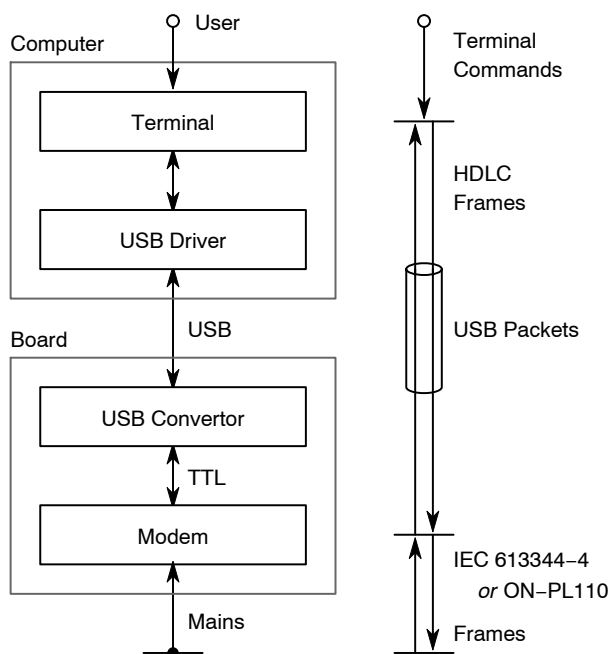 User
Computer
Terminal
USB Driver
USB
Board
USB Convertor
TTL
Modem
Mains
Terminal
Commands
HDLC
Frames
USB Packets
IEC 613344−4
or ON−PL110
Frames